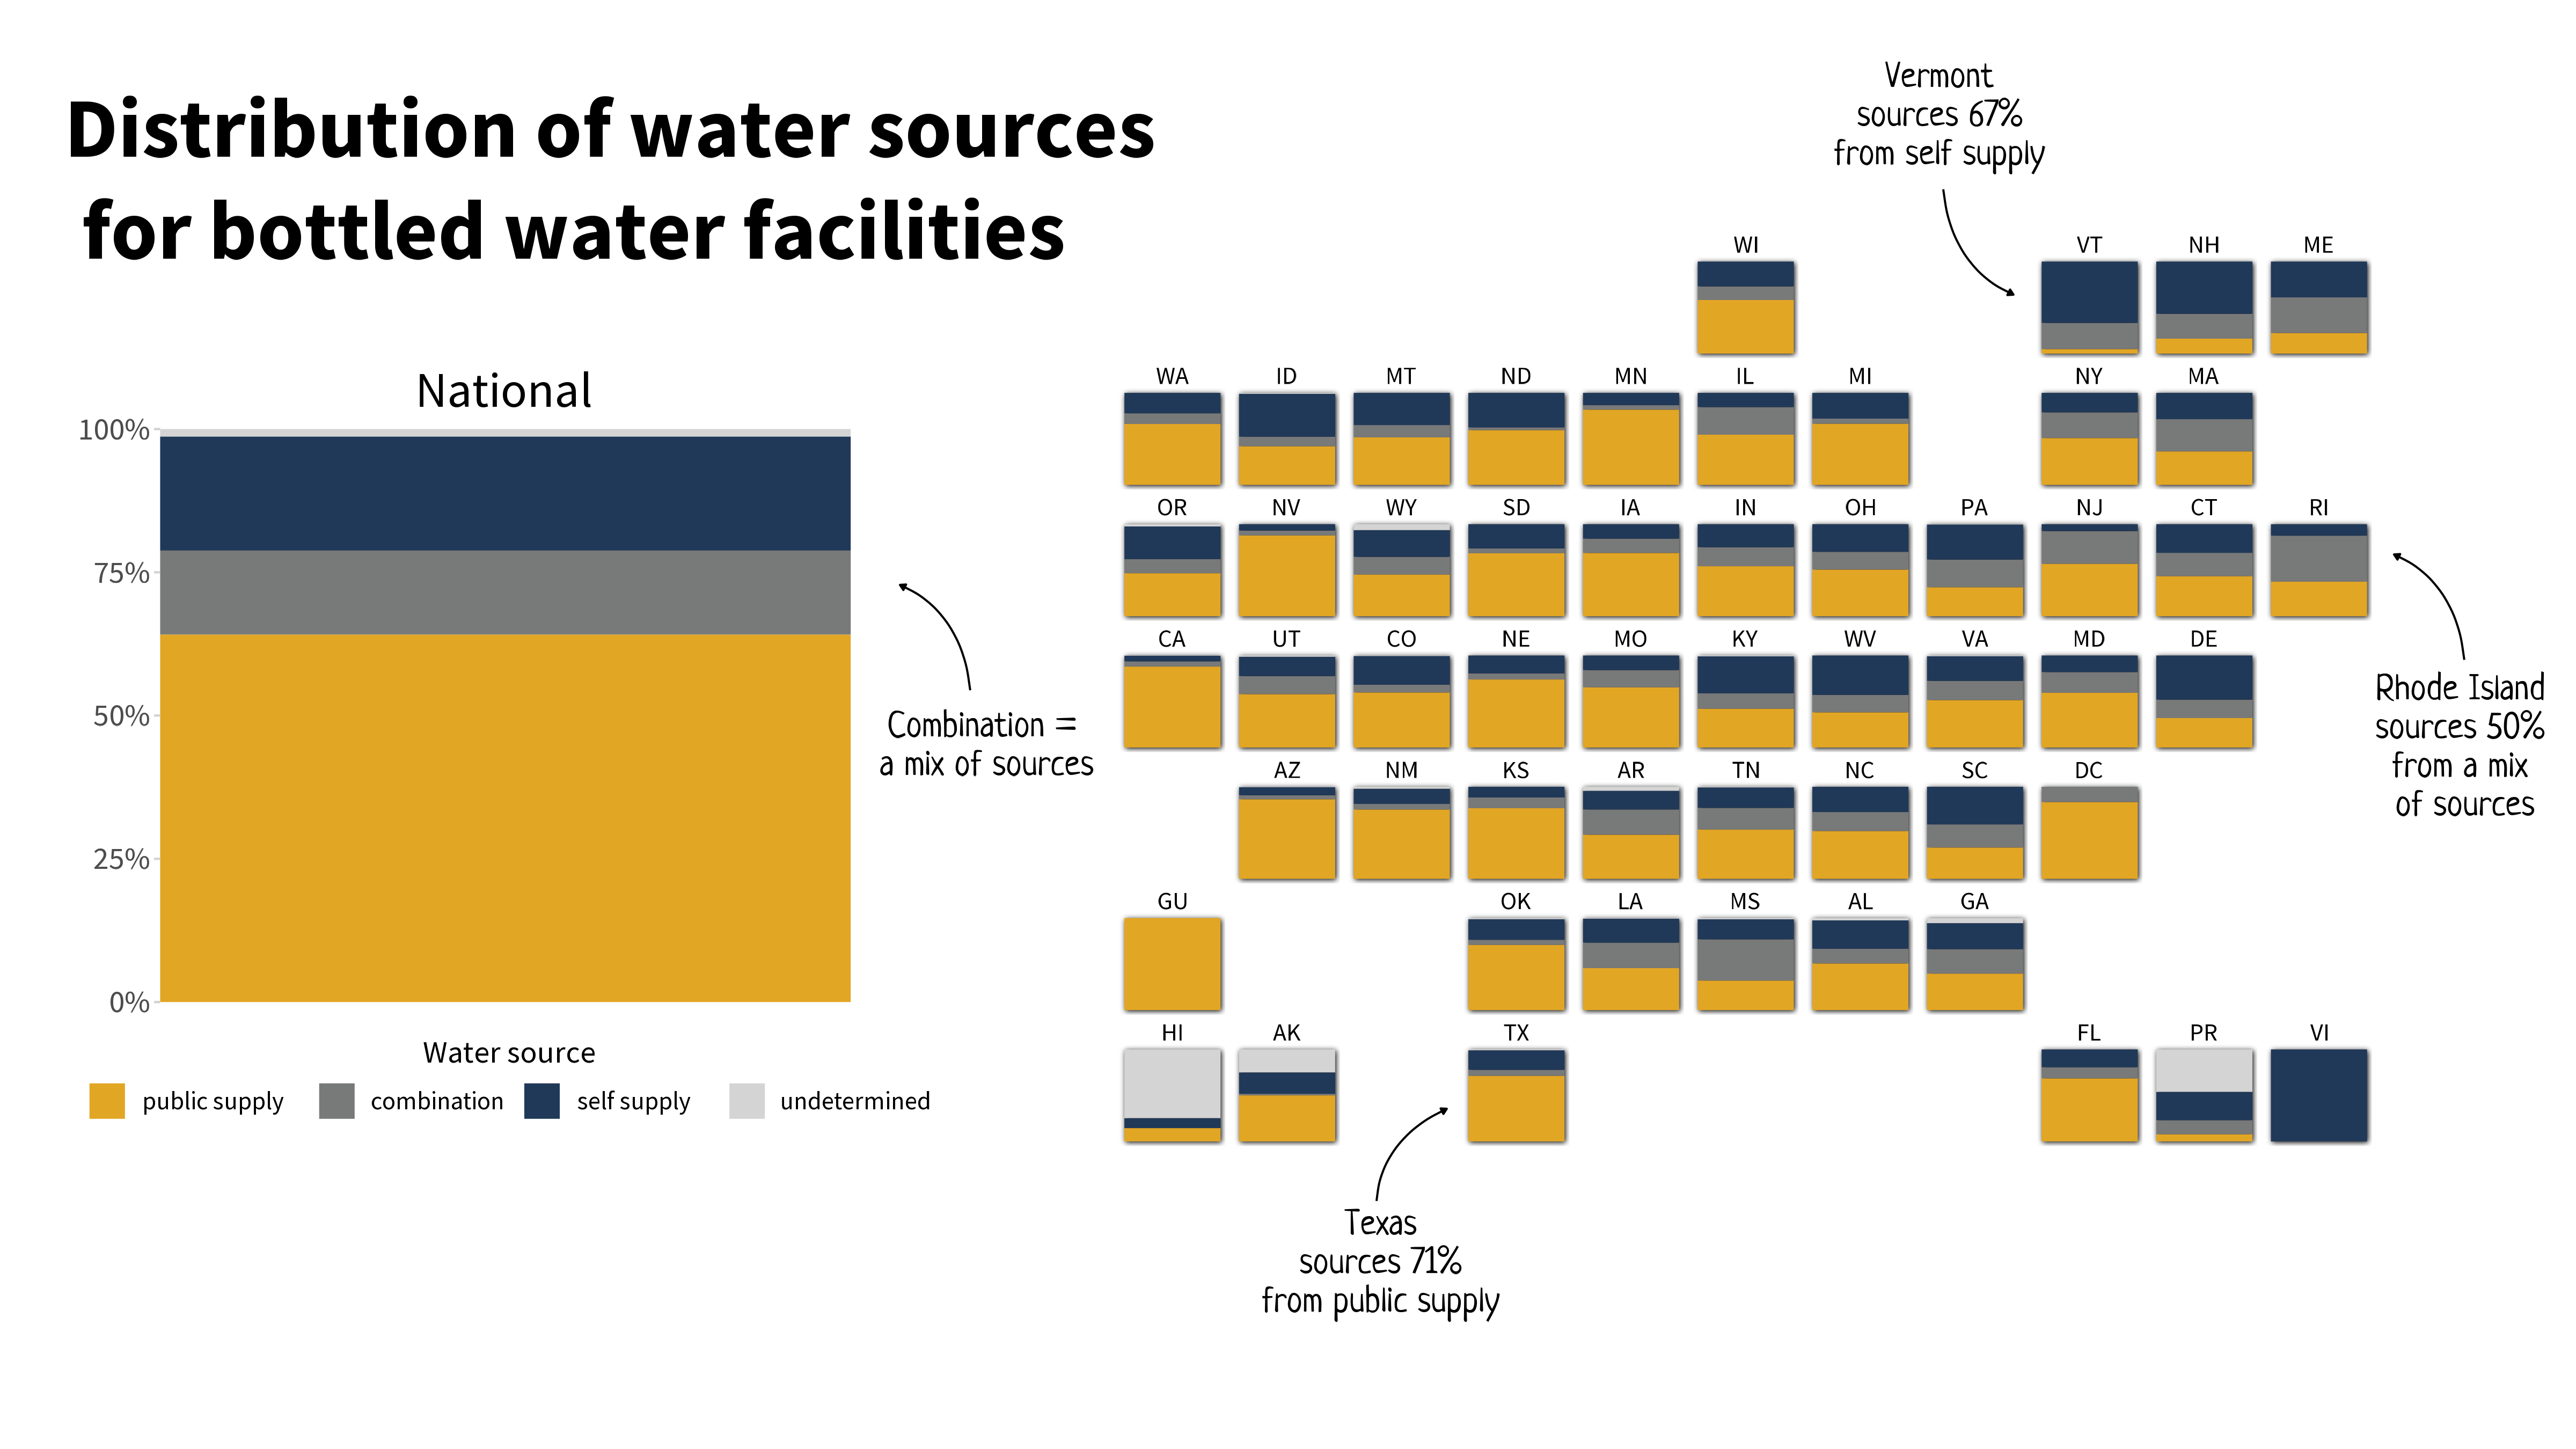 Distribution of water sources
for bottled water facilities
National
100%
75%
50%
25%
0%
Combination =
a mix of sources
Water source
public supply combination self supply undetermined
Vermont
sources 67%
from self supply
WI VT NH ME
WA ID MT ND MN IL MI NY MA
OR NV WY SD IA IN OH PA NJ CT RI
CA UT CO NE MO KY WV VA MD DE
AZ NM KS AR TN NC SC DC
GU OK LA MS AL GA
HI AK TX FL PR VI
Rhode Island
sources 50%
from a mix
of sources
Texas
sources 71%
from public supply